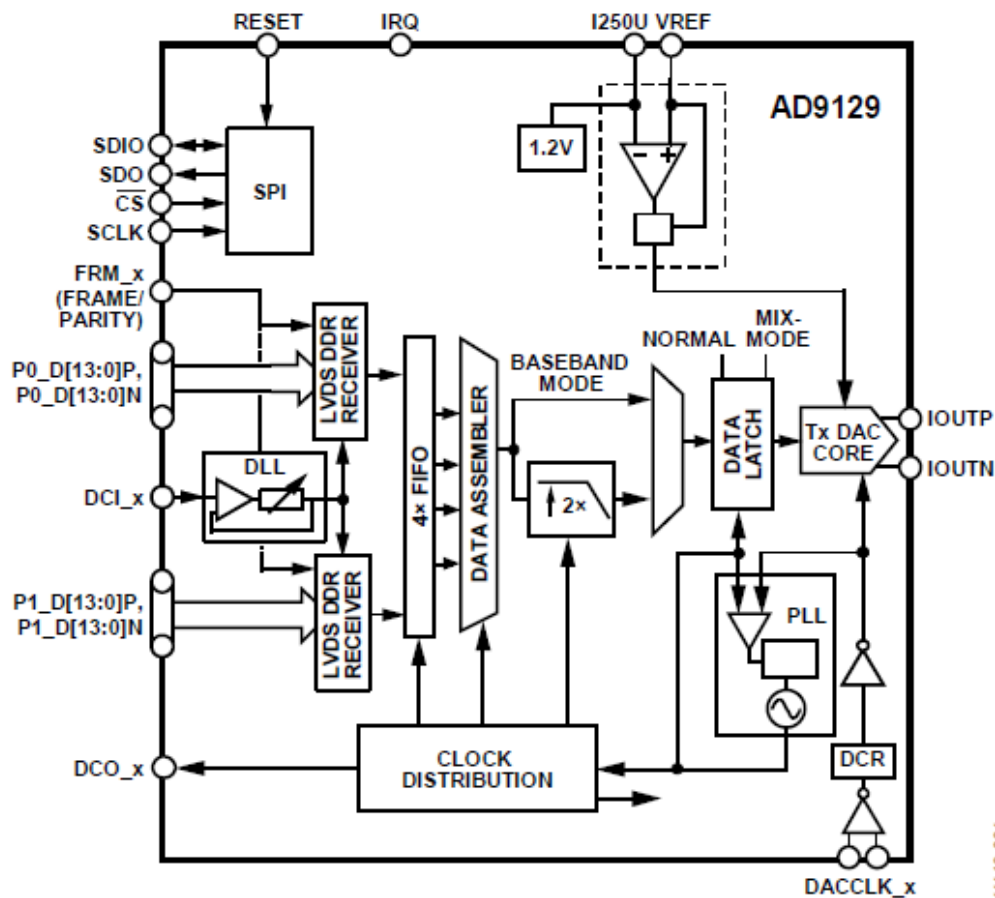 RESET
IRQ
I250U VREF
AD9129
1.2V
SDIO
SDO
CS
SCLK
SPI
FRM_x
(FRAME/
PARITY)
LVDS DDR
RECEIVER
P0_D[13:0]P,
P0_D[13:0]N
DLL
DCI_x
4× FIFO
DATA ASSEMBLER
BASEBAND
MODE
2×
NORMAL
MIX-
MODE
DATA
LATCH
Tx DAC
CORE
IOUTP
IOUTN
P1_D[13:0]P,
P1_D[13:0]N
LVDS DDR
RECEIVER
PLL
DCO_x
CLOCK
DISTRIBUTION
DCR
DACCLK_x